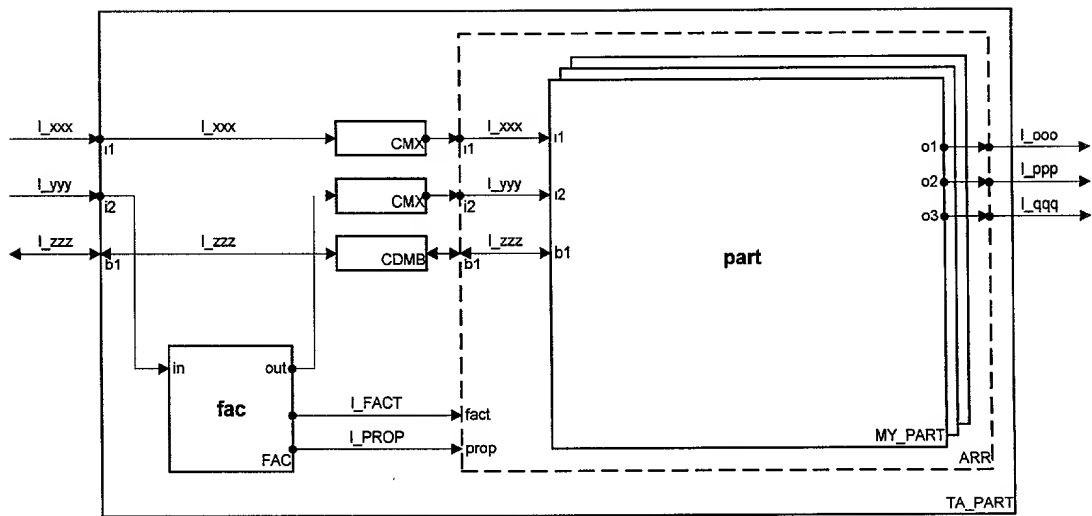 I_xxx I_xxx I_xxx
i1 CMX i1 i1 o1 I_ooo
I_yyy I_yyy
i2 CMX i2 i2 o2 I_ppp
I_zzz I_zzz I_zzz o3 I_qqq
b1 CDMB b1 b1 part
in out
fac I_FACT fact
I_PROP prop
FAC MY_PART
ARR
TA_PART